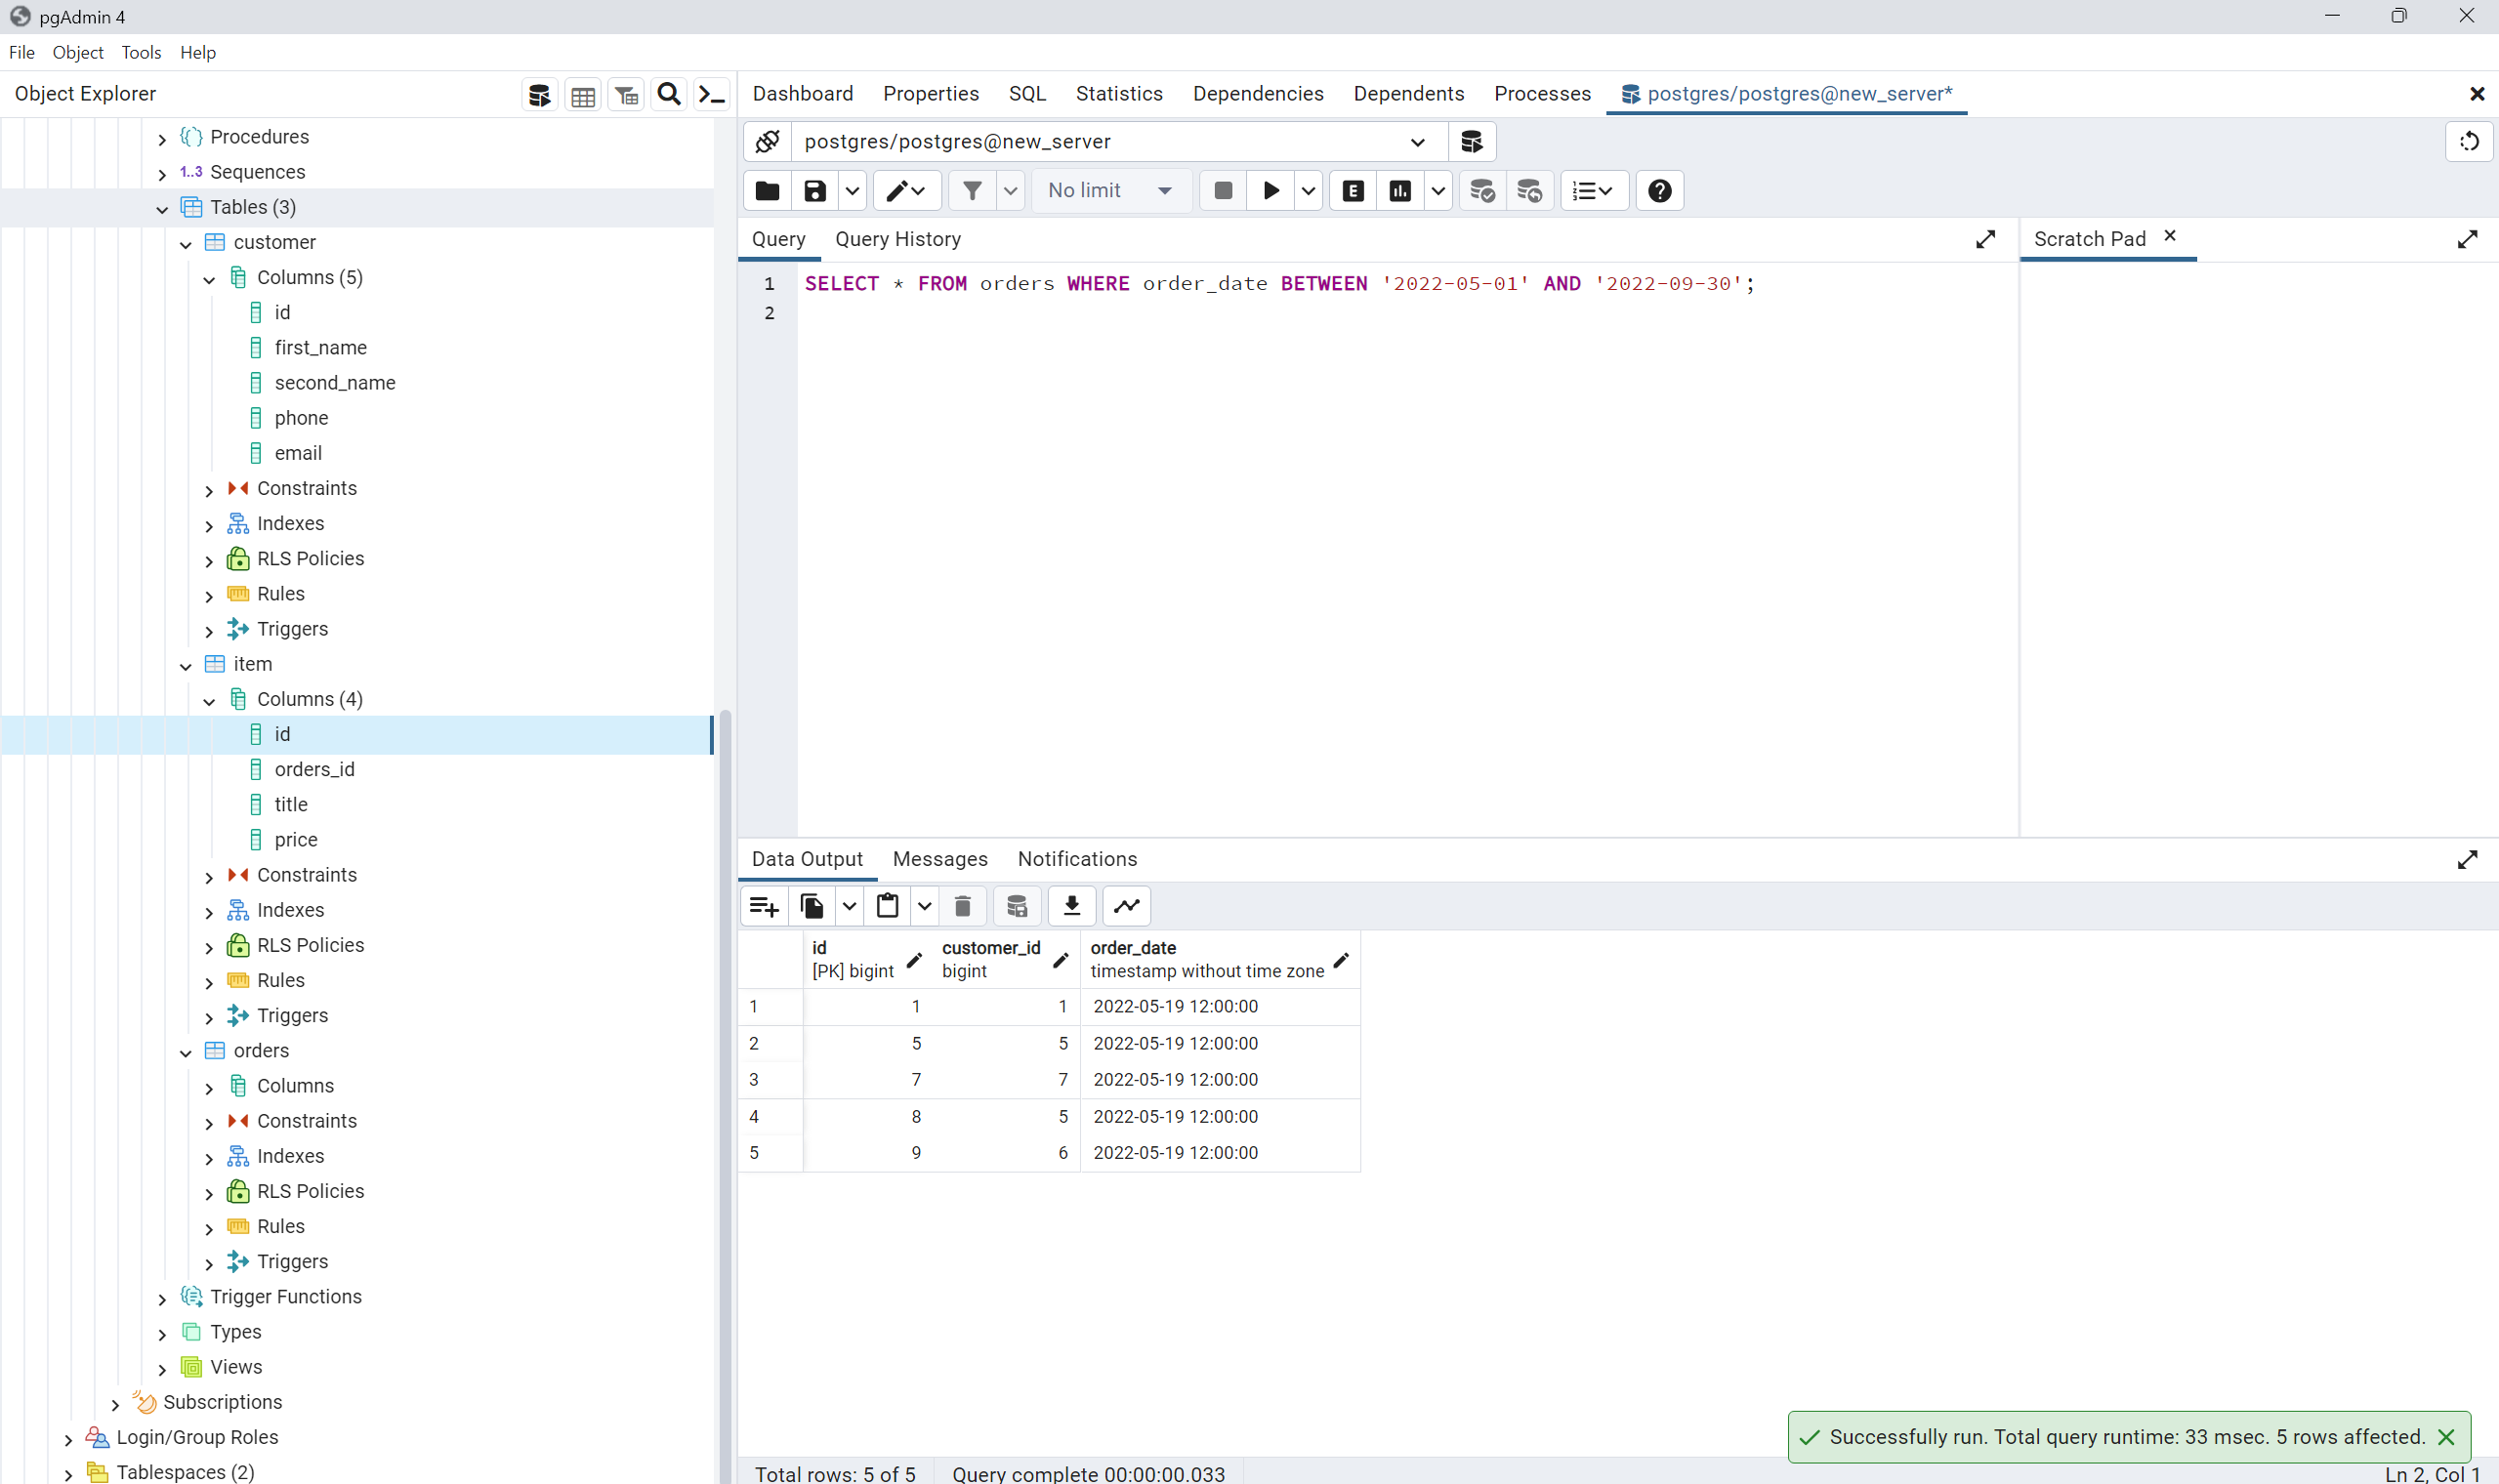 pgAdmin 4
File Object Tools Help
Object Explorer
Dashboard Properties SQL Statistics Dependencies Dependents Processes postgres/postgres@new_server*
Procedures
1..3 Sequences
Tables (3)
customer
Columns (5)
id
first_name
second_name
phone
email
Constraints
Indexes
RLS Policies
Rules
Triggers
item
Columns (4)
id
orders_id
title
price
Constraints
Indexes
RLS Policies
Rules
Triggers
orders
Columns
Constraints
Indexes
RLS Policies
Rules
Triggers
Trigger Functions
Types
Views
Subscriptions
Login/Group Roles
Tablespaces (2)
postgres/postgres@new_server
No limit
E
Query Query History
Scratch Pad
1 SELECT * FROM orders WHERE order_date BETWEEN '2022-05-01' AND '2022-09-30';
2
Data Output Messages Notifications
id customer_id order_date
[PK] bigint bigint timestamp without time zone
1 1 1 2022-05-19 12:00:00
2 5 5 2022-05-19 12:00:00
3 7 7 2022-05-19 12:00:00
4 8 5 2022-05-19 12:00:00
5 9 6 2022-05-19 12:00:00
Successfully run. Total query runtime: 33 msec. 5 rows affected.
Total rows: 5 of 5 Query complete 00:00:00.033 Ln 2, Col 1